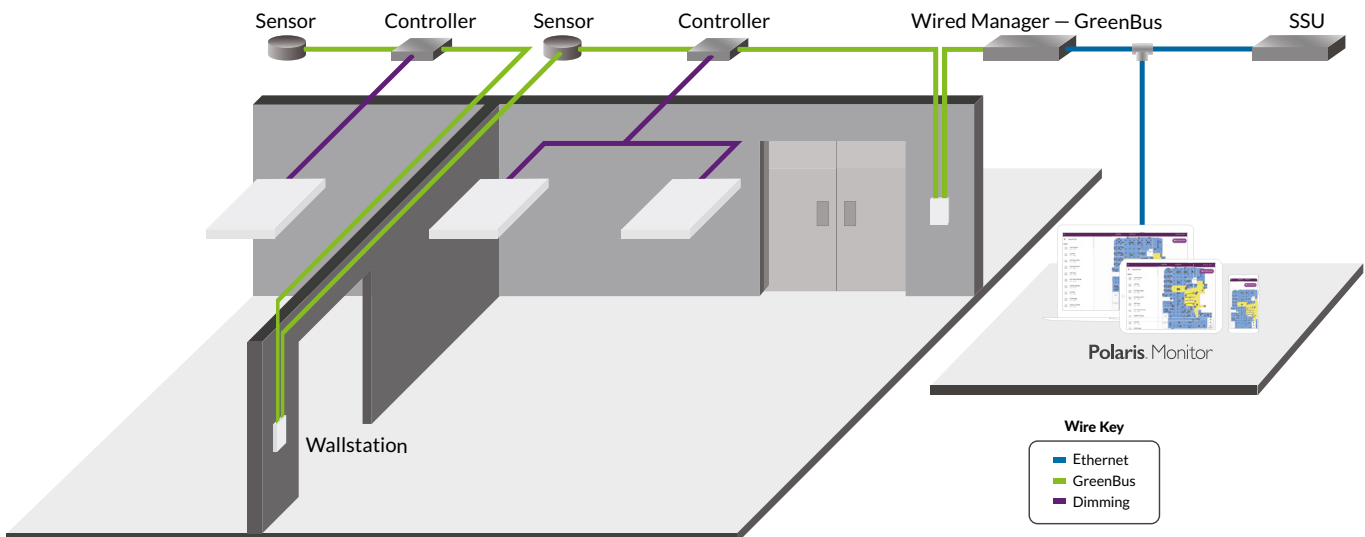 Sensor
Controller
Sensor
Controller
Wired Manager – GreenBus
SSU
Polaris. Monitor
Wallstation
Wire Key
Ethernet
GreenBus
Dimming